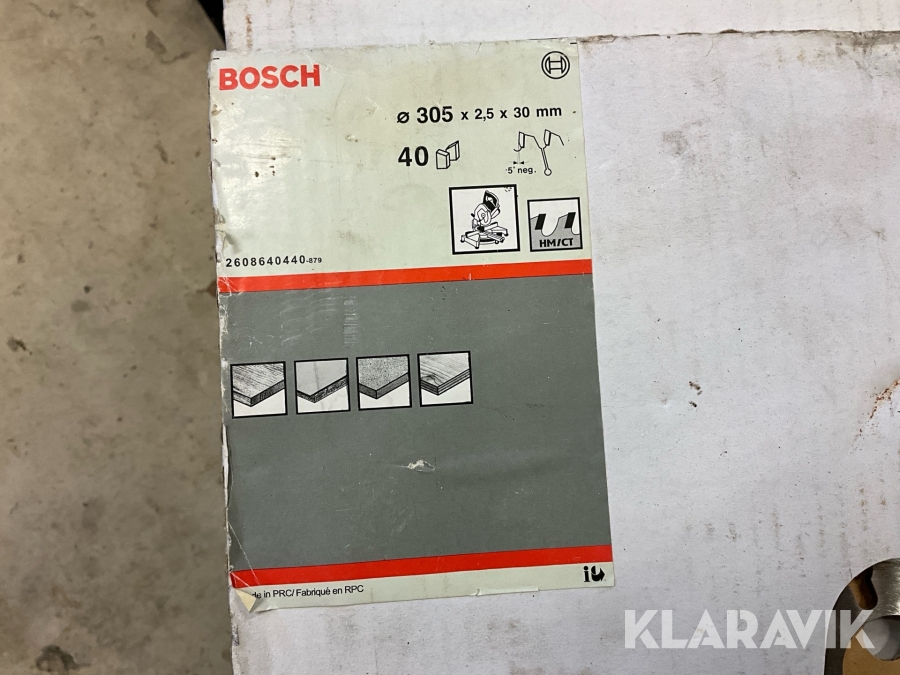 BOSCH
ø 305 x 2,5 x 30 mm
40
5° neg.
HM/CT
2608640440-879
in PRC/ Fabriqué en RPC
KLARAVIK